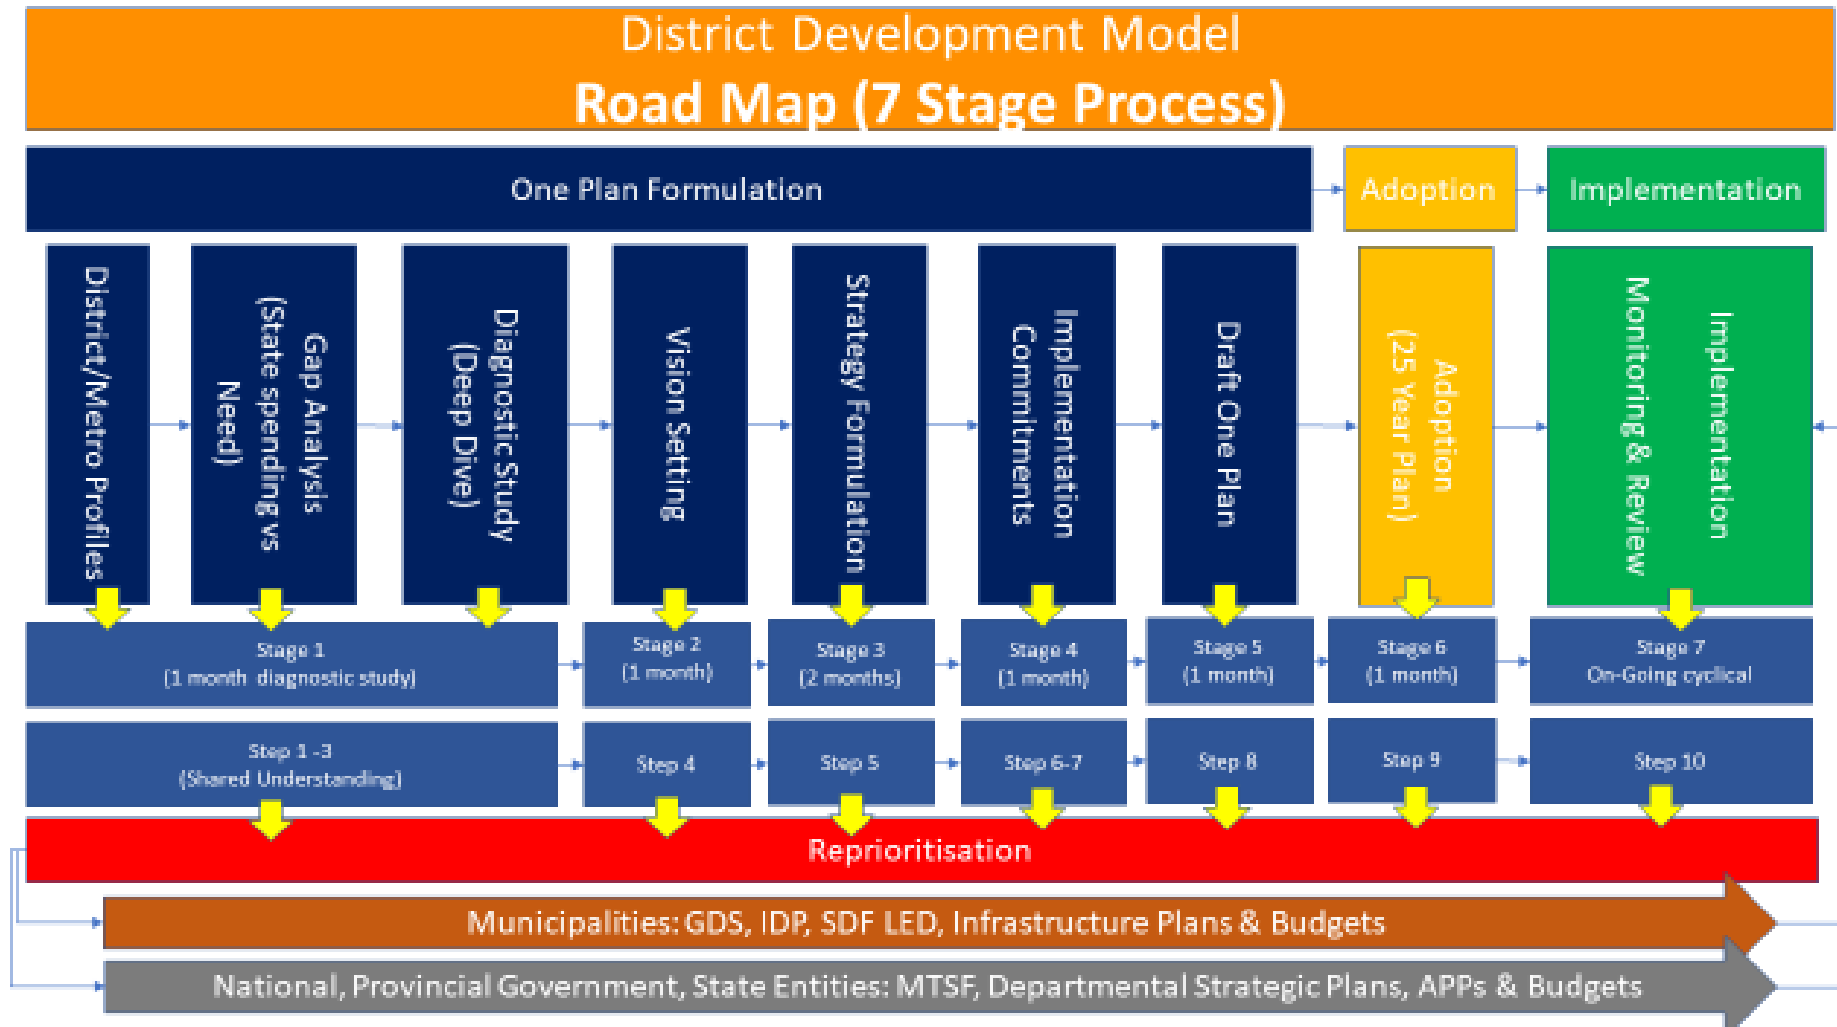 District Development Model
Road Map (7 Stage Process)
One Plan Formulation
Adoption
Implementation
District/Metro Profiles
Gap Analysis
(State spending vs
Need)
Diagnostic Study
(Deep Dive)
Vision Setting
Strategy Formulation
Implementation
Commitments
Draft One Plan
Adoption
(25 Year Plan)
Implementation
Monitoring & Review
Stage 1
(1 month diagnostic study)
Stage 2
(1 month)
Stage 3
(2 months)
Stage 4
(1 month)
Stage 5
(1 month)
Stage 6
(1 month)
Stage 7
On-Going cyclical
Step 1 -3
(Shared Understanding)
Step 4
Step 5
Step 6-7
Step 8
Step 9
Step 10
Reprioritisation
Municipalities: GDS, IDP, SDF LED, Infrastructure Plans & Budgets
National, Provincial Government, State Entities: MTSF, Departmental Strategic Plans, APPs & Budgets